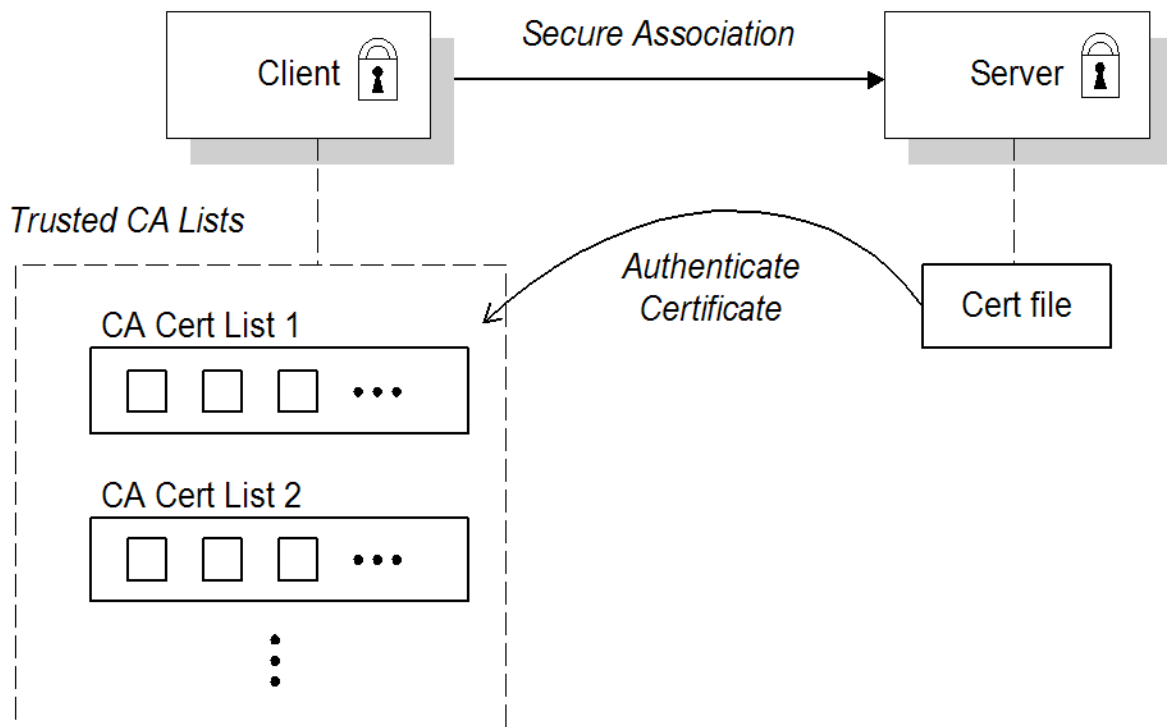 Secure Association
Client
Server
Trusted CA Lists
Authenticate
Certificate
Cert file
CA Cert List 1
CA Cert List 2